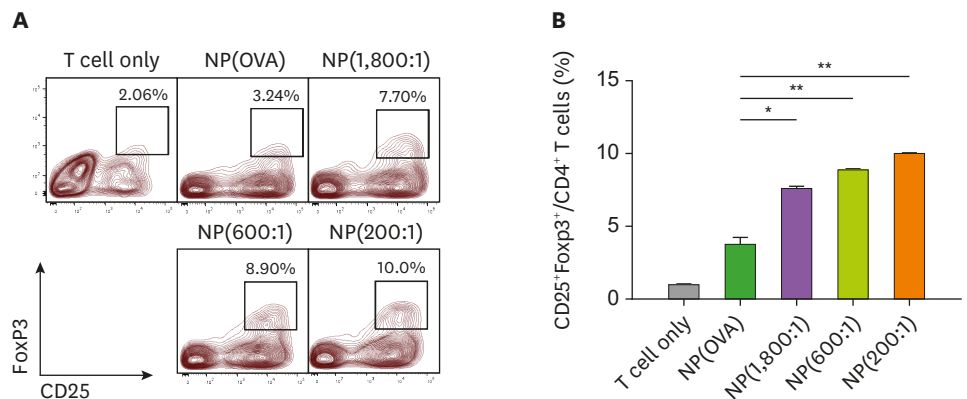 A
T cell only NP(OVA) NP(1,800:1)
2.06% 3.24% 7.70%
NP(600:1) NP(200:1)
8.90% 10.0%
FoxP3
CD25
B
CD25⁺Foxp3⁺/CD4⁺ T cells (%)
15
10
5
0
**
**
*
T cell only
NP(OVA)
NP(1,800:1)
NP(600:1)
NP(200:1)